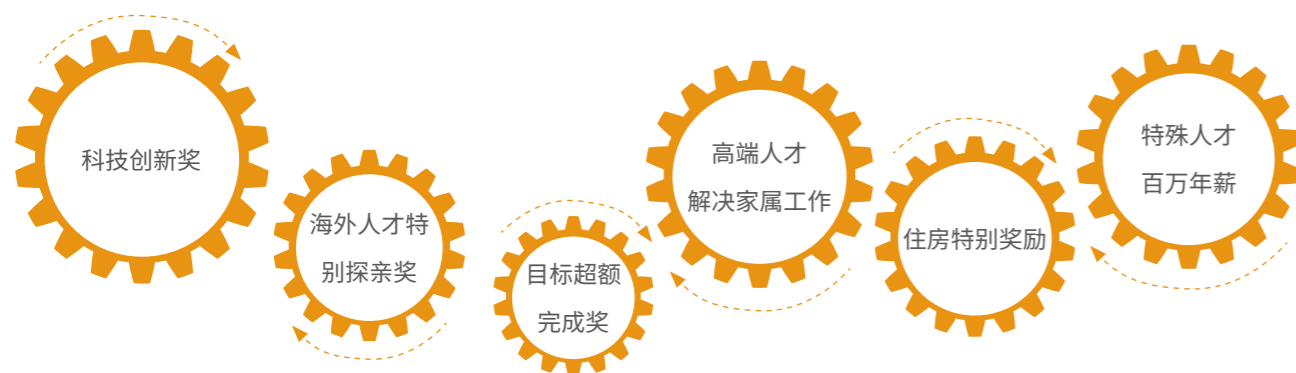 科技创新奖
海外人才特
别探亲奖
目标超额
完成奖
高端人才
解决家属工作
住房特别奖励
特殊人才
百万年薪